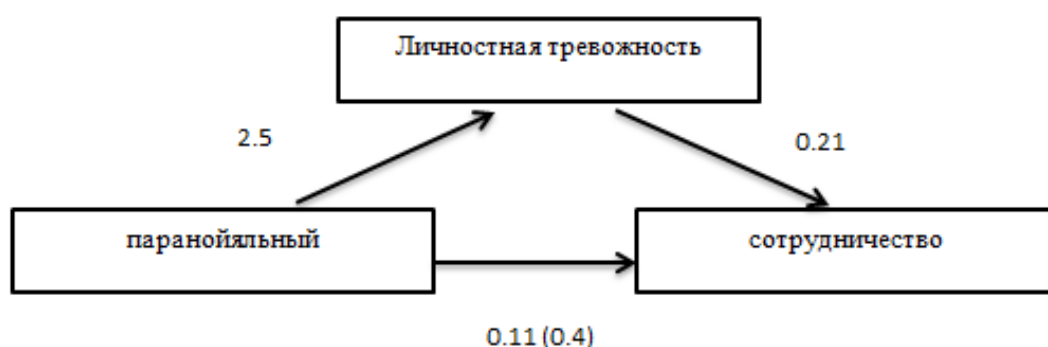 Личностная тревожность
2.5
0.21
паранойяльный
сотрудничество
0.11 (0.4)